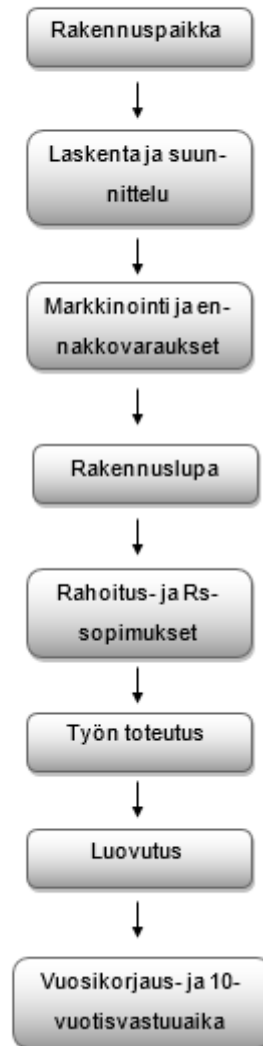 Rakennuspaikka
Laskenta ja suun-
nittelu
Markkinointi ja en-
nakkovaraukset
Rakennuslupa
Rahoitus- ja Rs-
sopimukset
Työn toteutus
Luovutus
Vuosikorjaus- ja 10-
vuotisvastuuaika